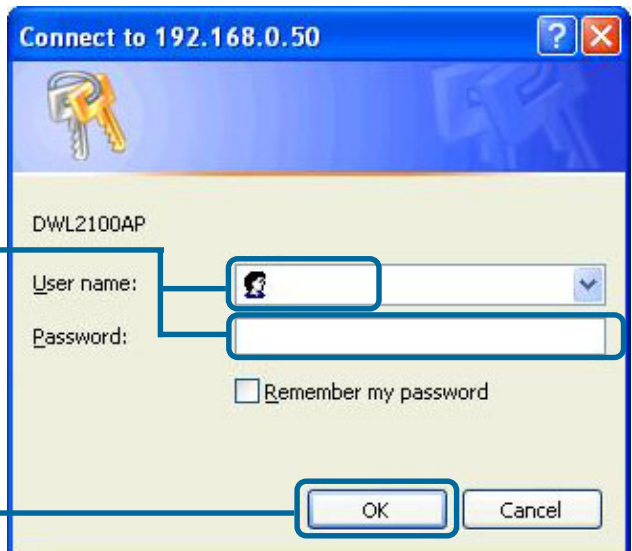 Connect to 192.168.0.50
DWL2100AP
User name:
Password:
Remember my password
OK
Cancel